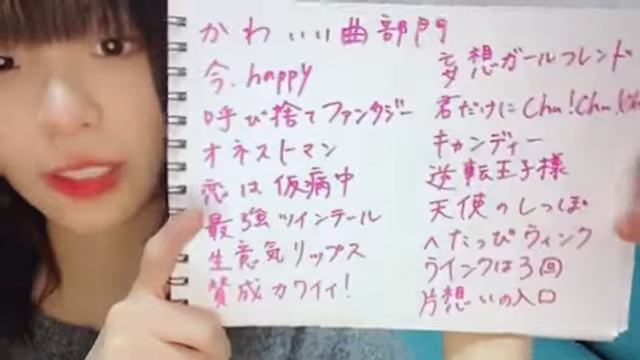 かわいい曲部門
今、happy
呼び捨てファンタジー
オネストマン
恋は仮病中
最強ツインテール
生意気リップス
賛成カワイイ!
妄想ガールフレンド
君だけにChu!Chu!
キャンディー
逆転王子様
天使のしっぽ
へたっぴウィンク
ウインクは3回
片想いの入口